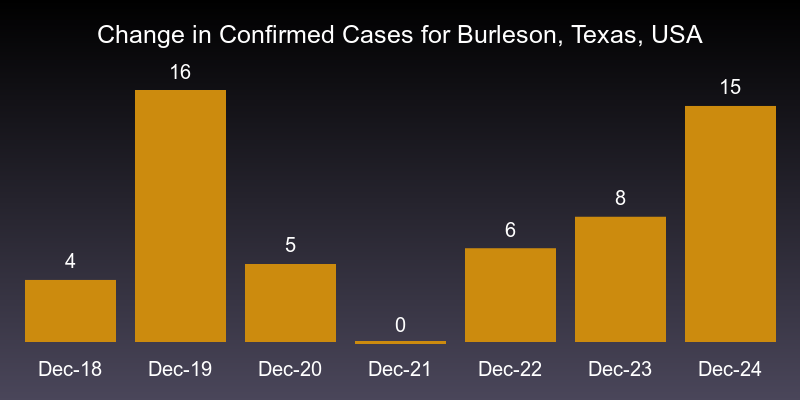 Change in Confirmed Cases for Burleson, Texas, USA
4
16
5
0
6
8
15
Dec-18
Dec-19
Dec-20
Dec-21
Dec-22
Dec-23
Dec-24